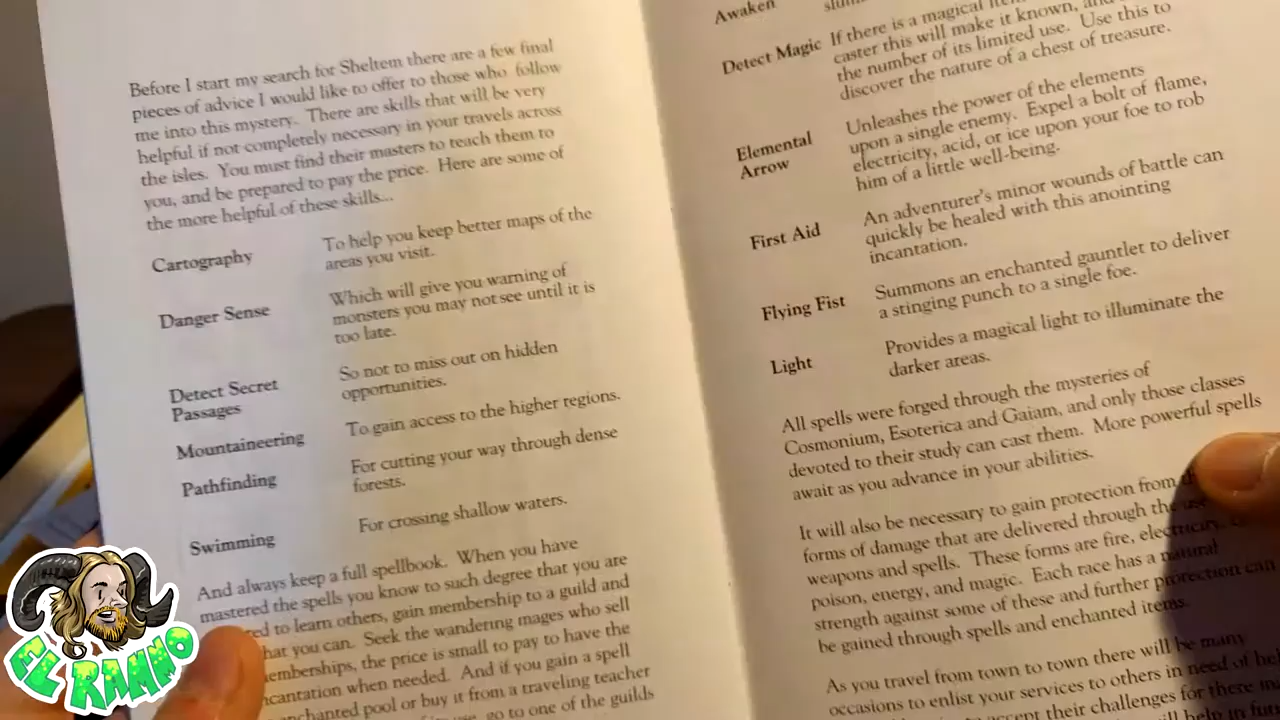 Before I start my search for Sheltem there are a few final
pieces of advice I would like to offer to those who follow
me into this mystery. There are skills that will be very
helpful if not completely necessary in your travels across
the isles. You must find their masters to teach them to
you, and be prepared to pay the price. Here are some of
the more helpful of these skills...
Cartography
To help you keep better maps of the
areas you visit.
Danger Sense
Which will give you warning of
monsters you may not see until it is
too late.
Detect Secret
Passages
So not to miss out on hidden
opportunities.
Mountaineering
To gain access to the higher regions.
Pathfinding
For cutting your way through dense
forests.
Swimming
For crossing shallow waters.
And always keep a full spellbook. When you have
mastered the spells you know to such degree that you are
to learn others, gain membership to a guild and
hat you can. Seek the wandering mages who sell
emberships, the price is small to pay to have the
ncantation when needed. And if you gain a spell
nchanted pool or buy it from a traveling teacher
go to one of the guilds
Awaken
Detect Magic
If there is a magical
caster this will make it known, and
the number of its limited use. Use this to
discover the nature of a chest of treasure.
Elemental
Arrow
Unleashes the power of the elements
upon a single enemy. Expel a bolt of flame,
electricity, acid, or ice upon your foe to rob
him of a little well-being.
First Aid
An adventurer's minor wounds of battle can
quickly be healed with this anointing
incantation.
Flying Fist
Summons an enchanted gauntlet to deliver
a stinging punch to a single foe.
Light
Provides a magical light to illuminate the
darker areas.
All spells were forged through the mysteries of
Cosmonium, Esoterica and Gaiam, and only those classes
devoted to their study can cast them. More powerful spells
await as you advance in your abilities.
It will also be necessary to gain protection from
forms of damage that are delivered through the
weapons and spells. These forms are fire, electricity,
poison, energy, and magic. Each race has a natural
strength against some of these and further protection can
be gained through spells and enchanted items.
As you travel from town to town there will be many
occasions to enlist your services to others in need of
accept their challenges for these
will help in
EL RAMMO